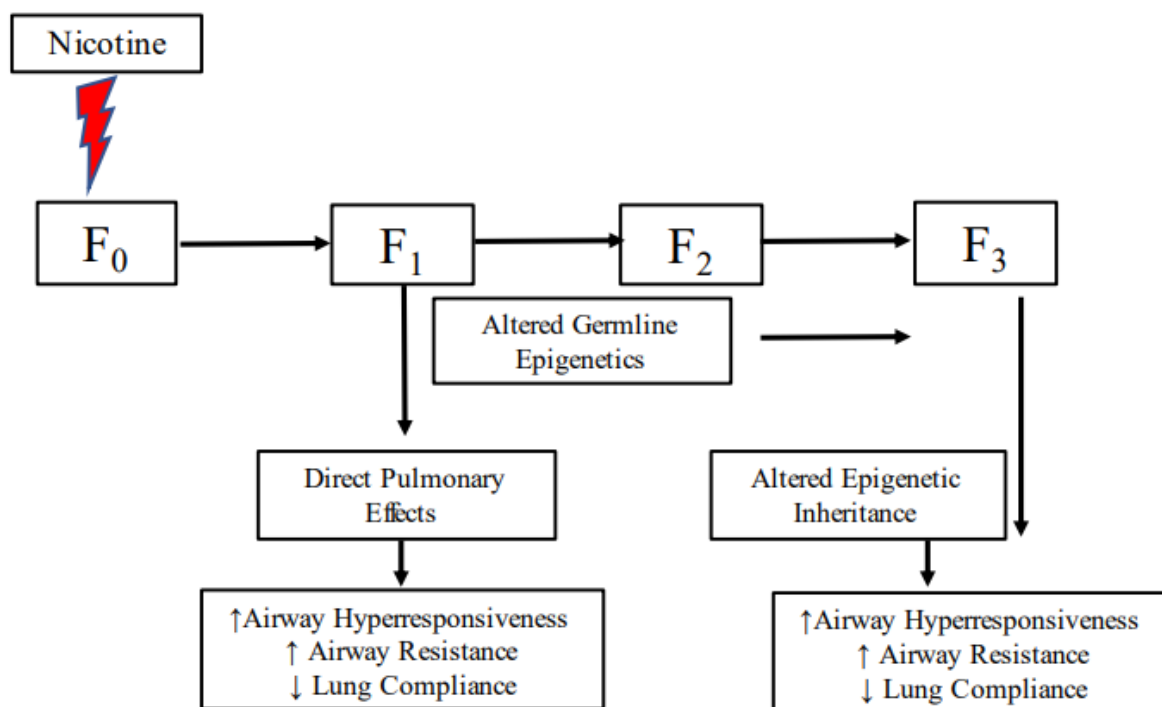 Nicotine
F₀
F₁
F₂
F₃
Altered Germline
Epigenetics
Direct Pulmonary
Effects
Altered Epigenetic
Inheritance
↑Airway Hyperresponsiveness
↑ Airway Resistance
↓ Lung Compliance
↑Airway Hyperresponsiveness
↑ Airway Resistance
↓ Lung Compliance